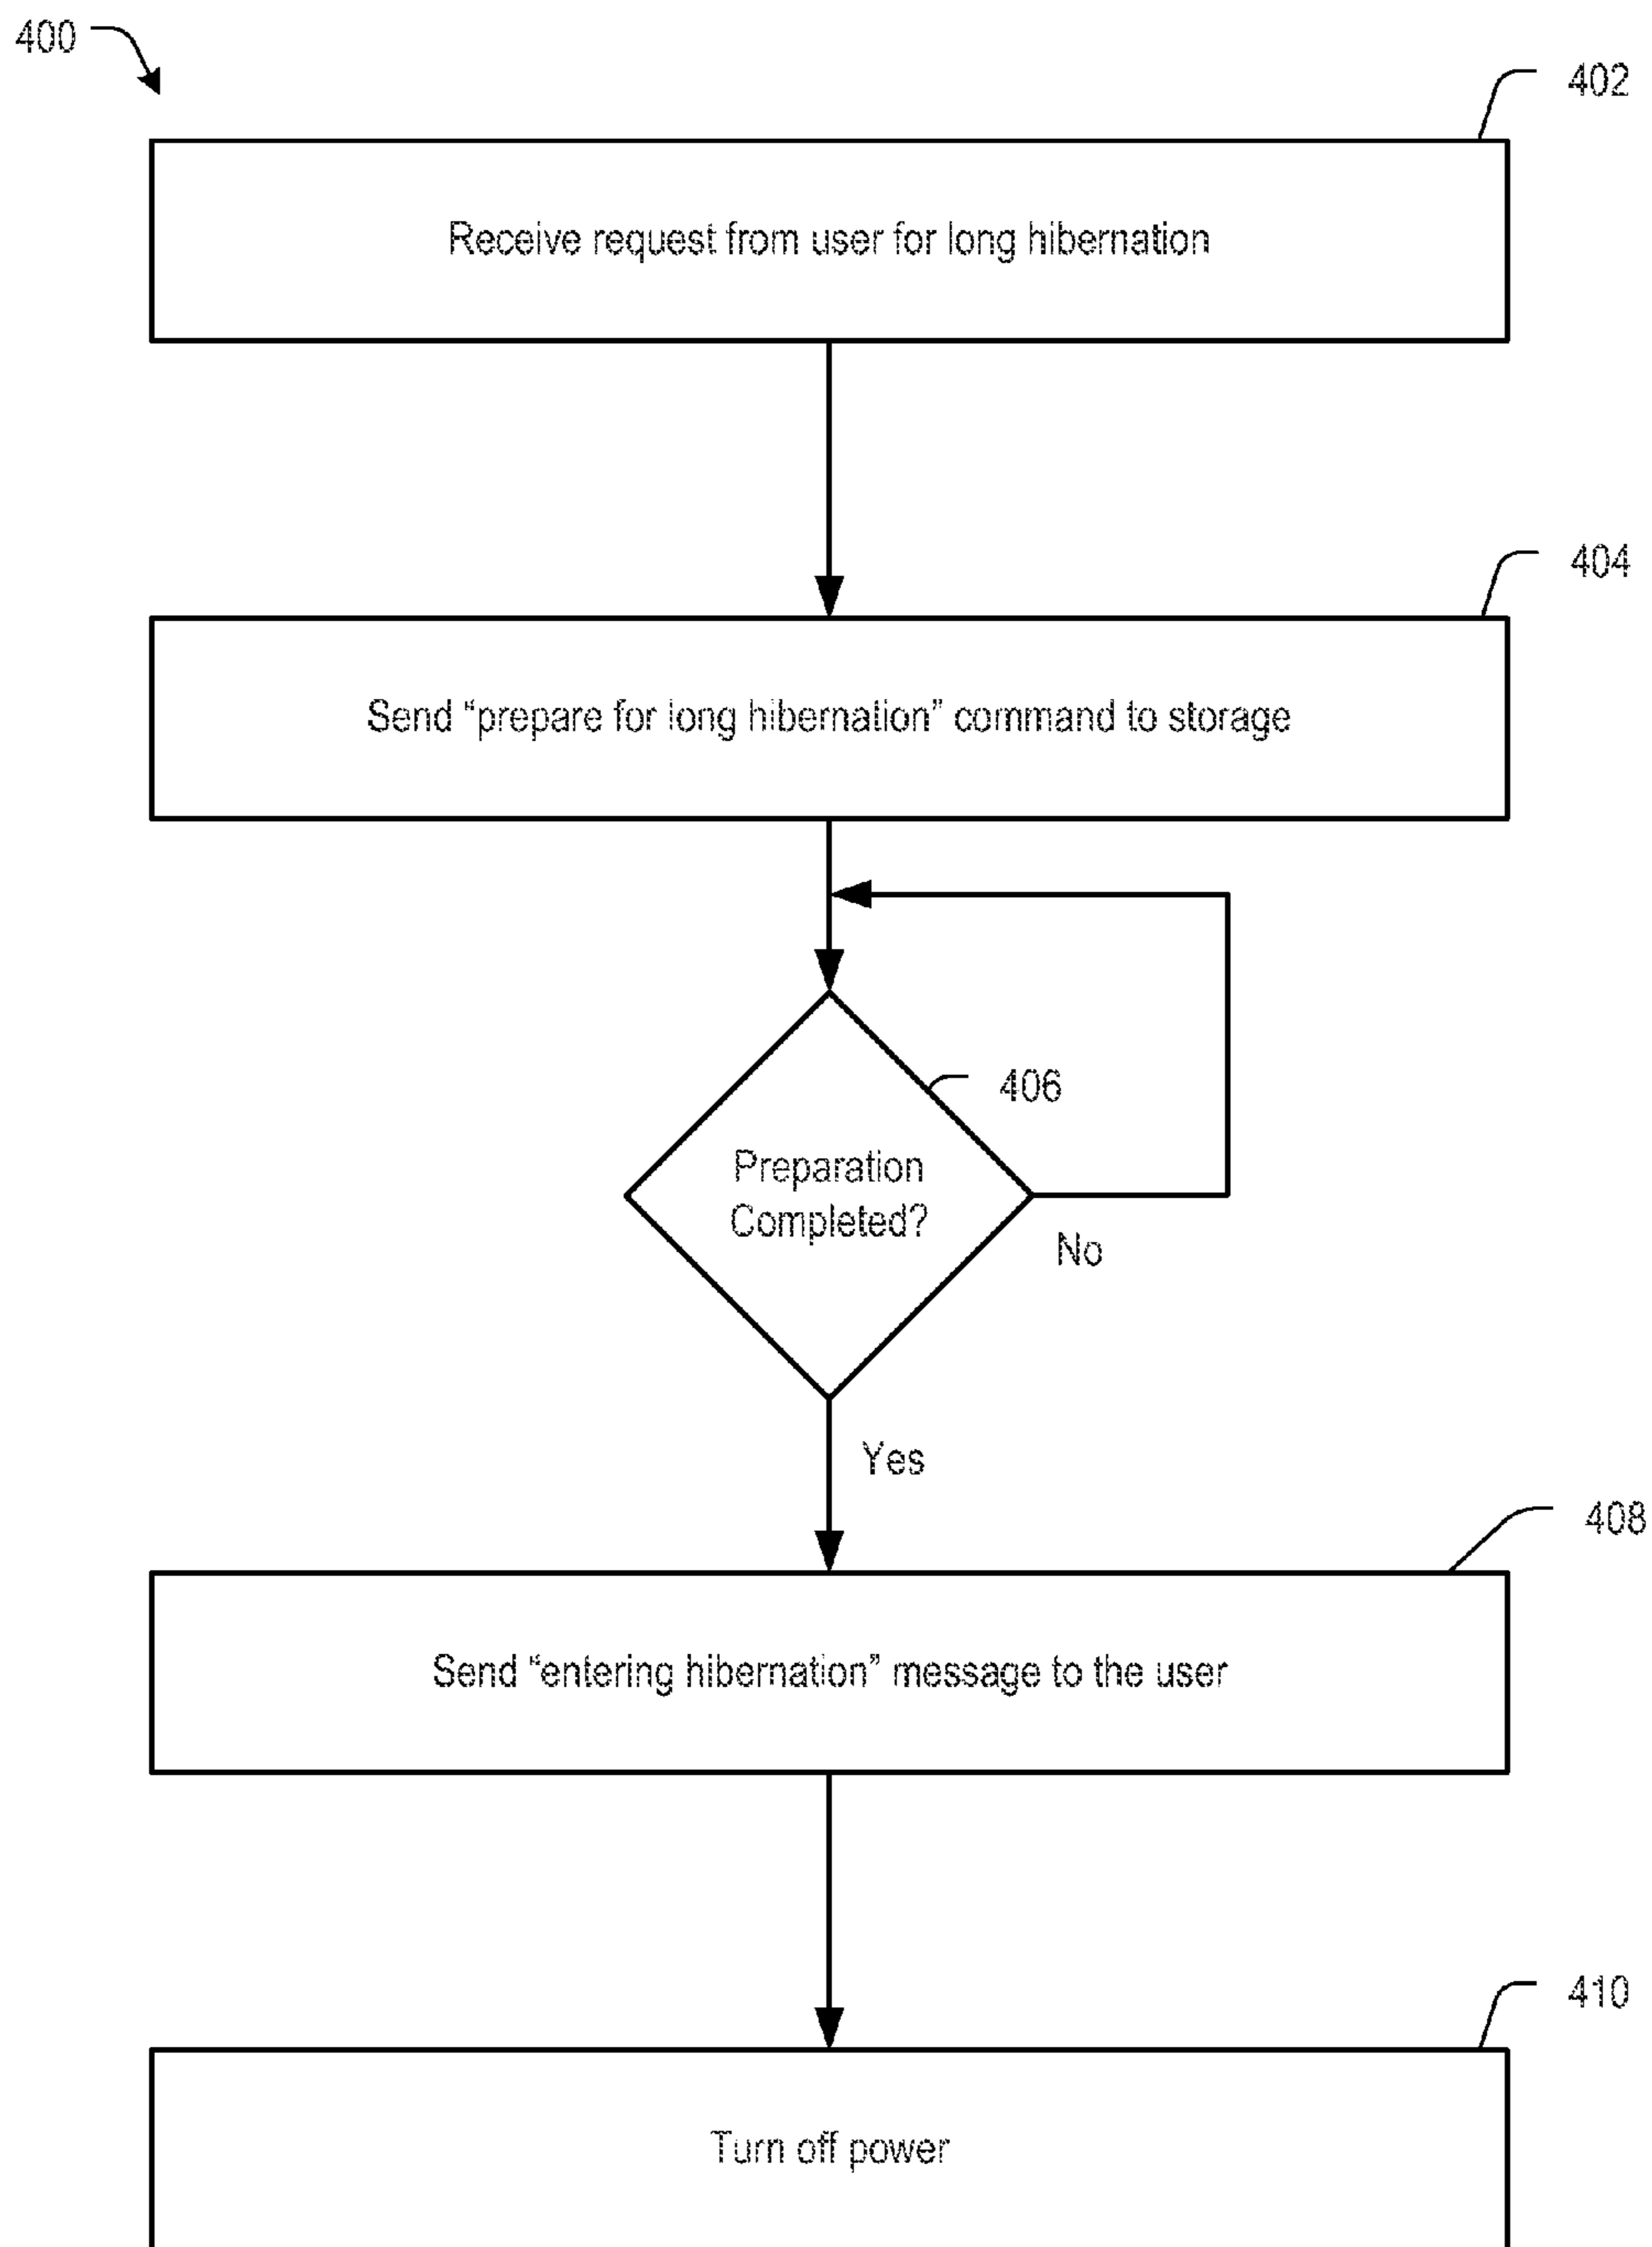 400
402
Receive request from user for long hibernation
404
Send “prepare for long hibernation” command to storage
406
Preparation
Completed?
No
Yes
408
Send “entering hibernation” message to the user
410
Turn off power